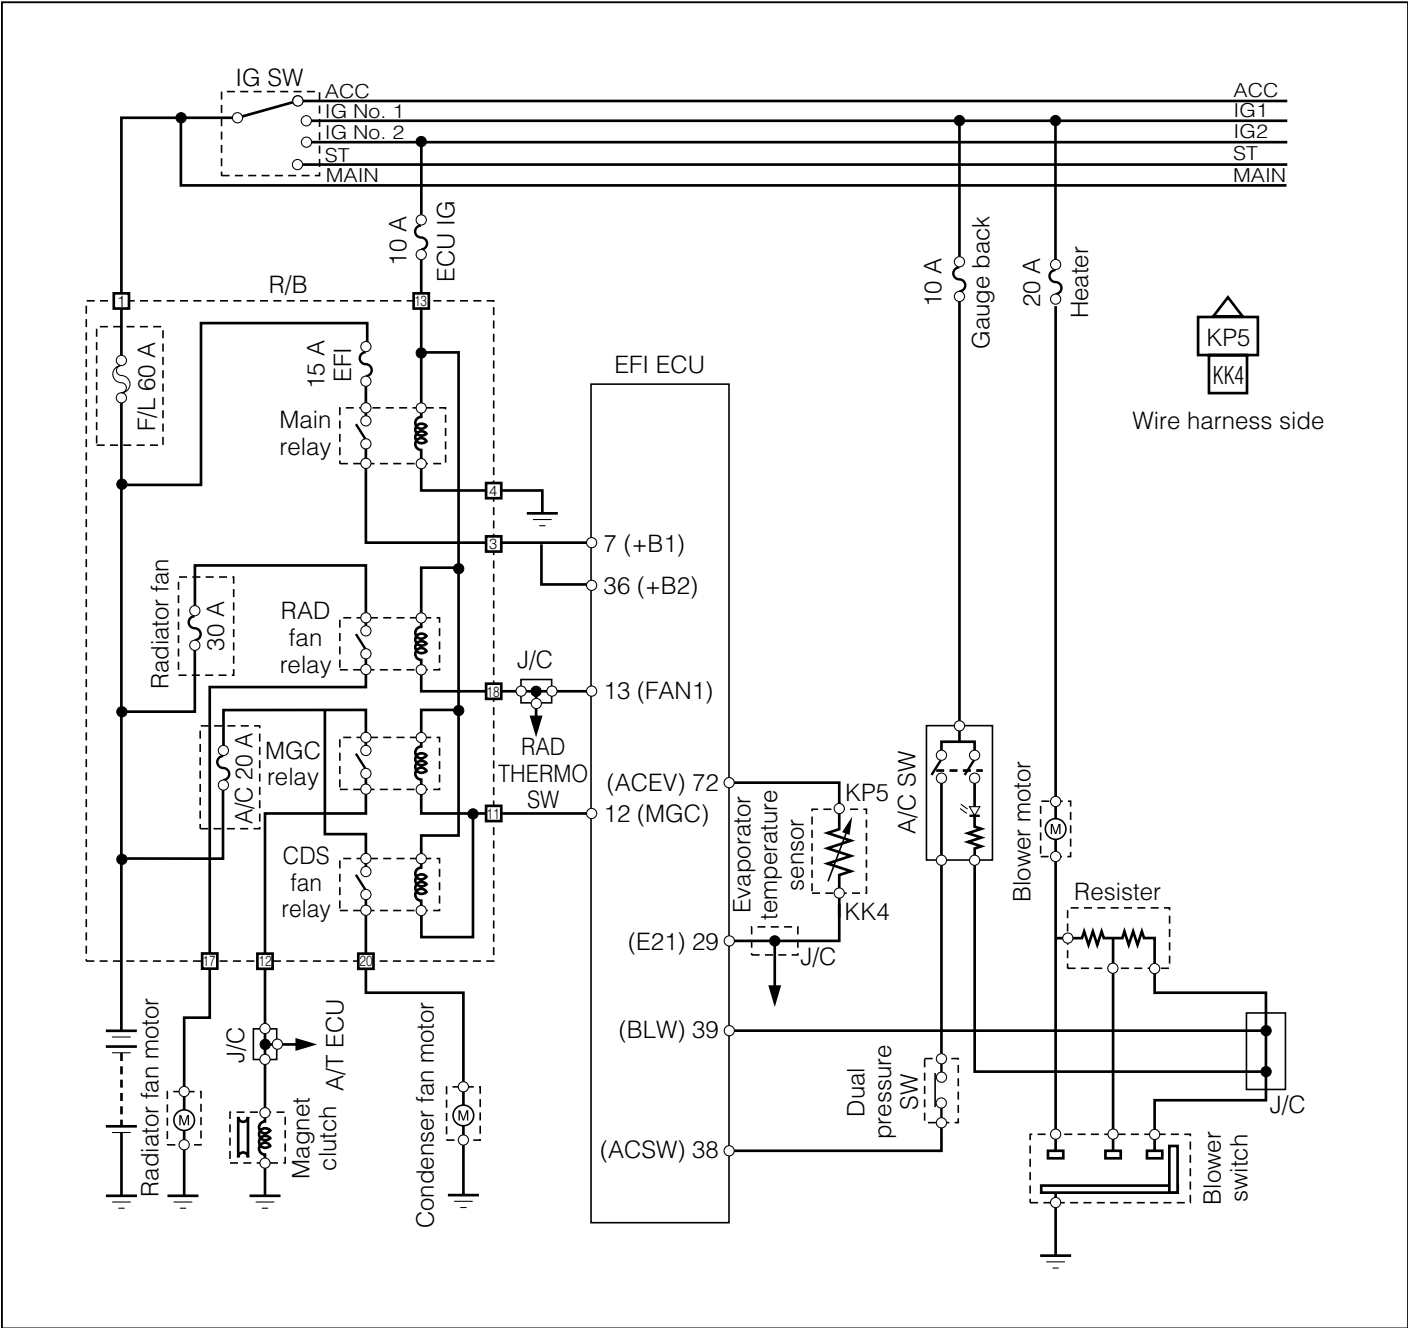 IG SW
ACC
IG No. 1
IG No. 2
ST
MAIN
ACC
IG1
IG2
ST
MAIN
10 A
ECU IG
10 A
Gauge back
20 A
Heater
R/B
1
13
F/L 60 A
15 A
EFI
Main
relay
4
3
EFI ECU
KP5
KK4
Wire harness side
7 (+B1)
36 (+B2)
Radiator fan
30 A
RAD
fan
relay
18
J/C
13 (FAN1)
RAD
THERMO
SW
A/C 20 A
MGC
relay
11
(ACEV) 72
12 (MGC)
KP5
Evaporator
temperature
sensor
KK4
A/C SW
Blower motor
M
CDS
fan
relay
(E21) 29
J/C
Resister
17
12
20
(BLW) 39
J/C
A/T ECU
Radiator fan motor
M
Magnet
clutch
Condenser fan motor
M
Dual
pressure
SW
(ACSW) 38
J/C
Blower
switch